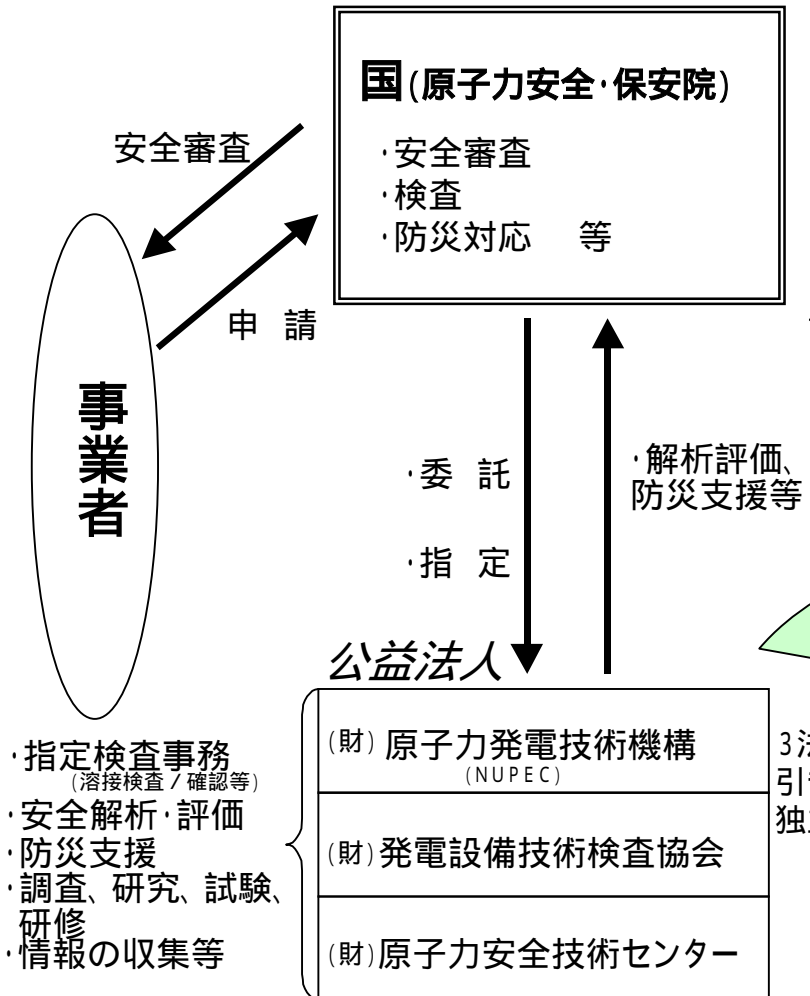 国(原子力安全・保安院)
・安全審査
・検査
・防災対応 等
安全審査
申 請
事業者
・委 託
・指 定
・解析評価、
防災支援等
公益法人
(財)原子力発電技術機構
(NUPEC)
(財)発電設備技術検査協会
(財)原子力安全技術センター
・指定検査事務
(溶接検査/確認等)
・安全解析・評価
・防災支援
・調査、研究、試験、
研修
・情報の収集等
3法
引
独